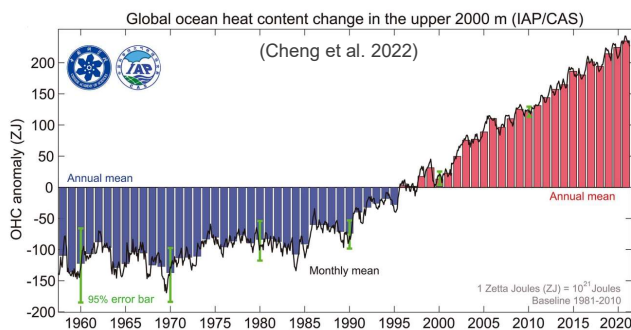 Global ocean heat content change in the upper 2000 m (IAP/CAS)
(Cheng et al. 2022)
IAP
CAS
OHC anomaly (ZJ)
200
150
100
50
0
-50
-100
-150
-200
Annual mean
Annual mean
Monthly mean
95% error bar
1 Zetta Joules (ZJ) = 10²¹Joules
Baseline 1981-2010
1960 1965 1970 1975 1980 1985 1990 1995 2000 2005 2010 2015 2020